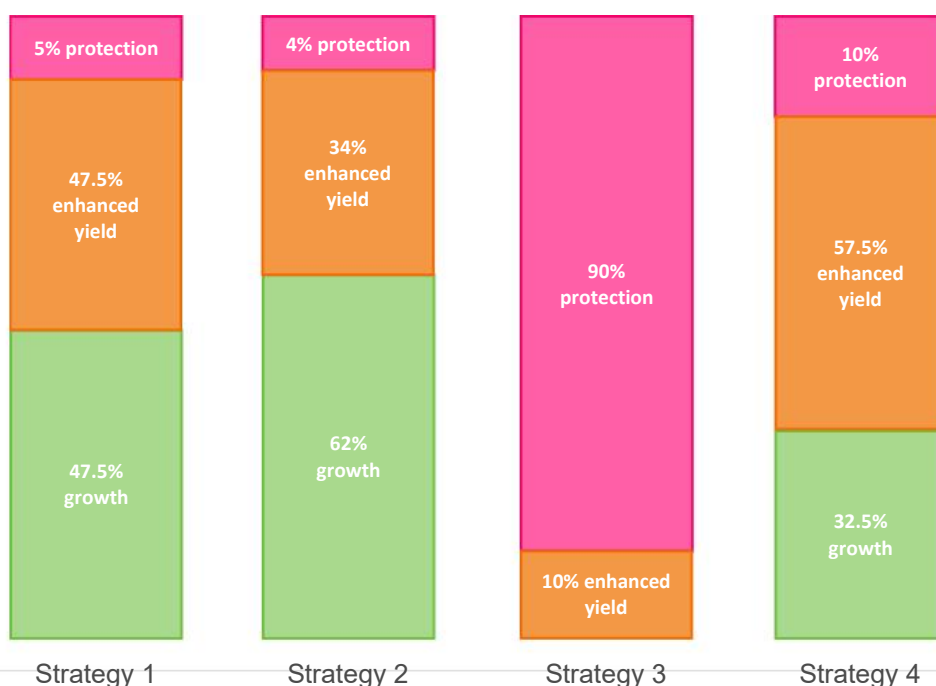 5% protection
47.5%
enhanced
yield
47.5%
growth
Strategy 1
4% protection
34%
enhanced
yield
62%
growth
Strategy 2
90%
protection
10% enhanced
yield
Strategy 3
10%
protection
57.5%
enhanced
yield
32.5%
growth
Strategy 4